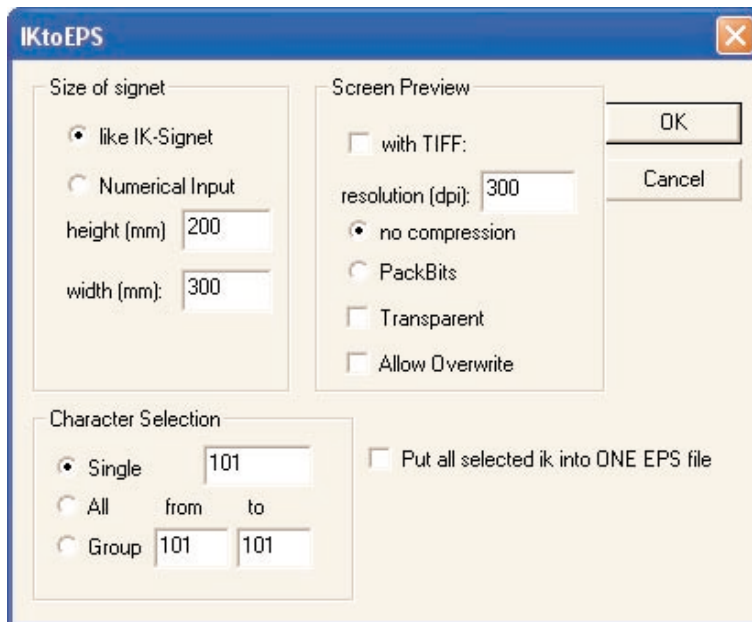 IKtoEPS
Size of signet
like IK-Signet
Numerical Input
height (mm) 200
width (mm): 300
Screen Preview
with TIFF:
resolution (dpi): 300
no compression
PackBits
Transparent
Allow Overwrite
OK
Cancel
Character Selection
Single 101
All from to
Group 101 101
Put all selected ik into ONE EPS file